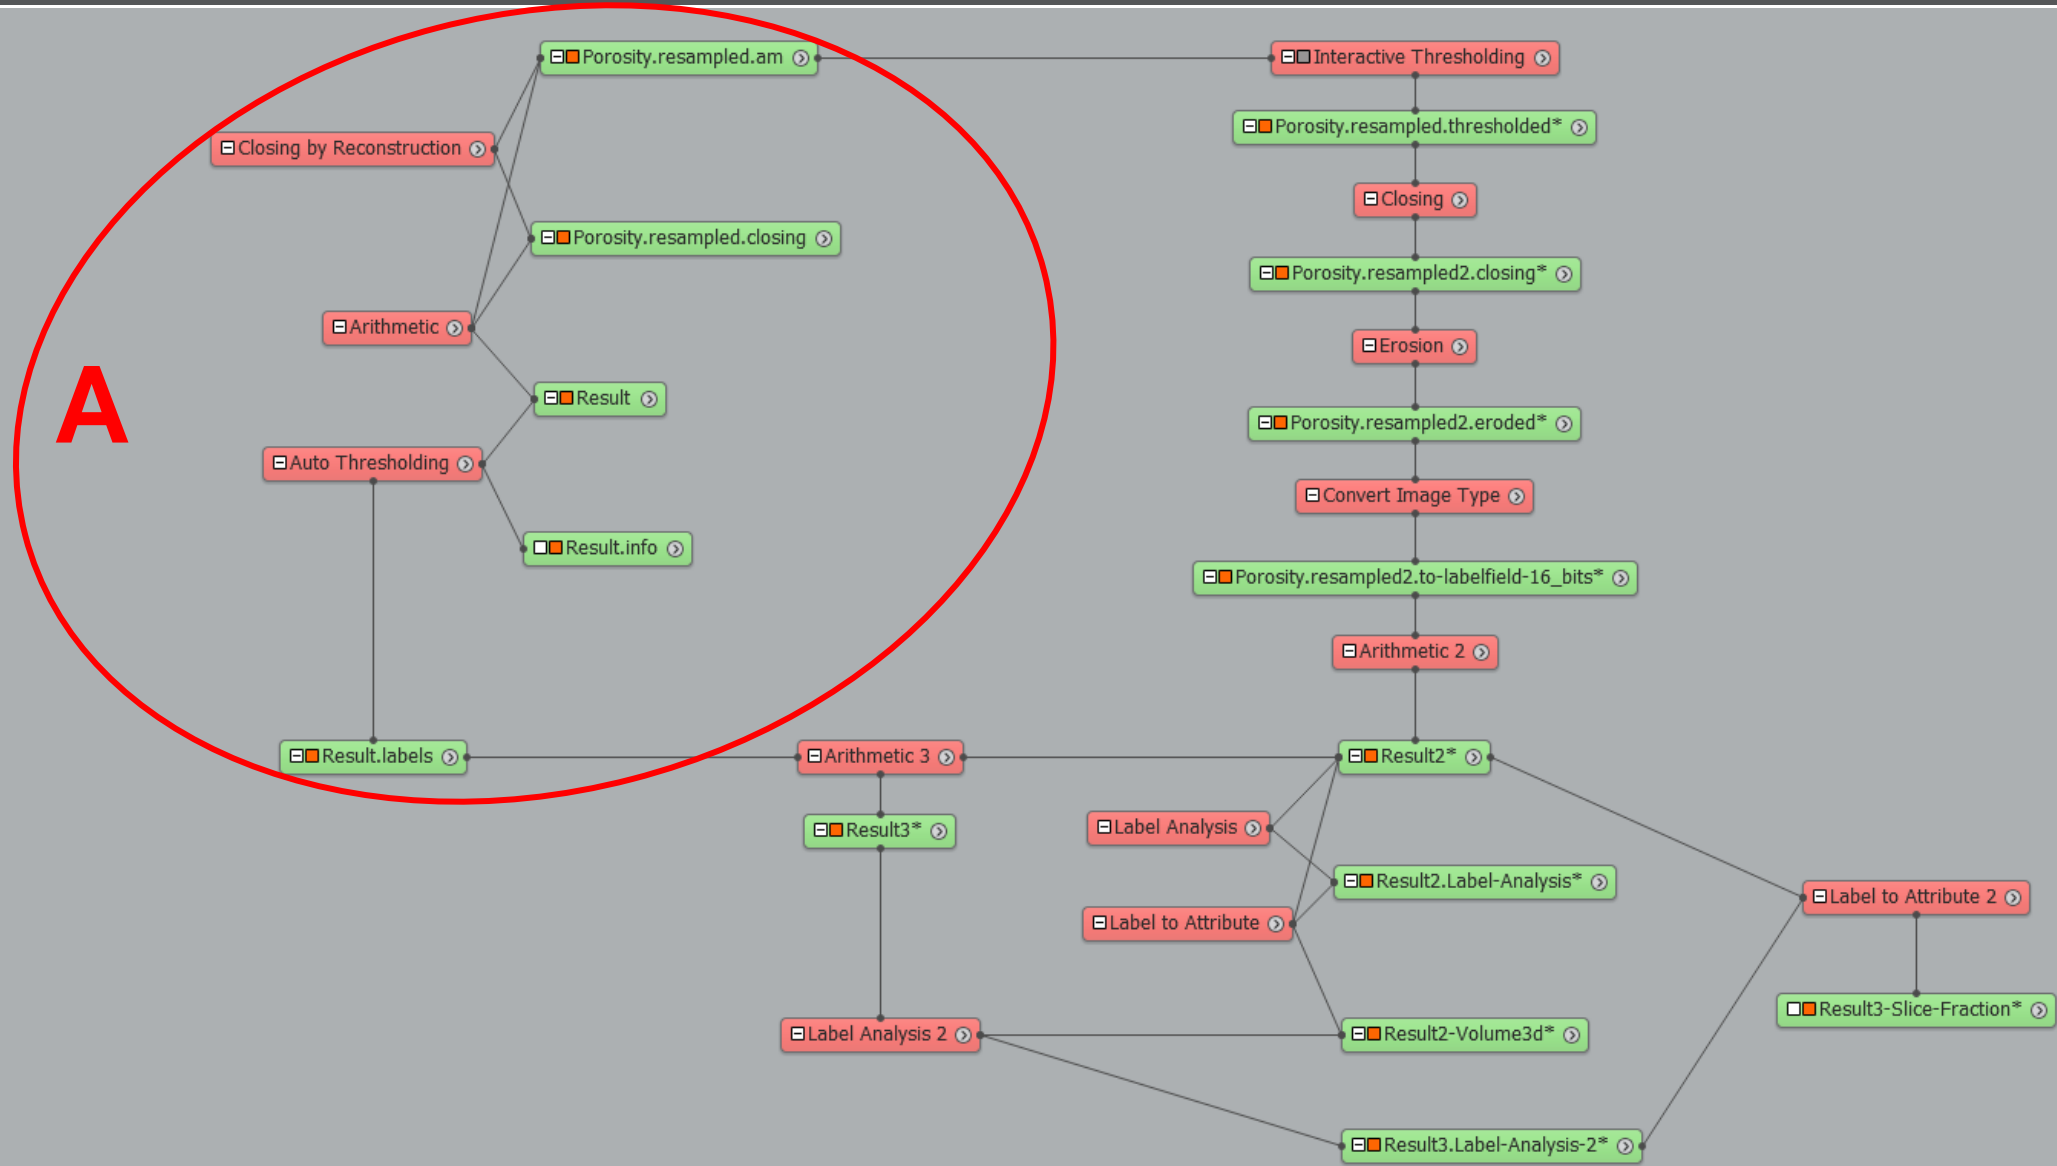 Porosity.resampled.am
Interactive Thresholding
Porosity.resampled.thresholded*
Closing by Reconstruction
Closing
Porosity.resampled.closing
Porosity.resampled2.closing*
Arithmetic
Erosion
A
Result
Porosity.resampled2.eroded*
Auto Thresholding
Convert Image Type
Result.info
Porosity.resampled2.to-labelfield-16_bits*
Arithmetic 2
Result.labels
Arithmetic 3
Result2*
Result3*
Label Analysis
Result2.Label-Analysis*
Label to Attribute 2
Label to Attribute
Result3-Slice-Fraction*
Label Analysis 2
Result2-Volume3d*
Result3.Label-Analysis-2*